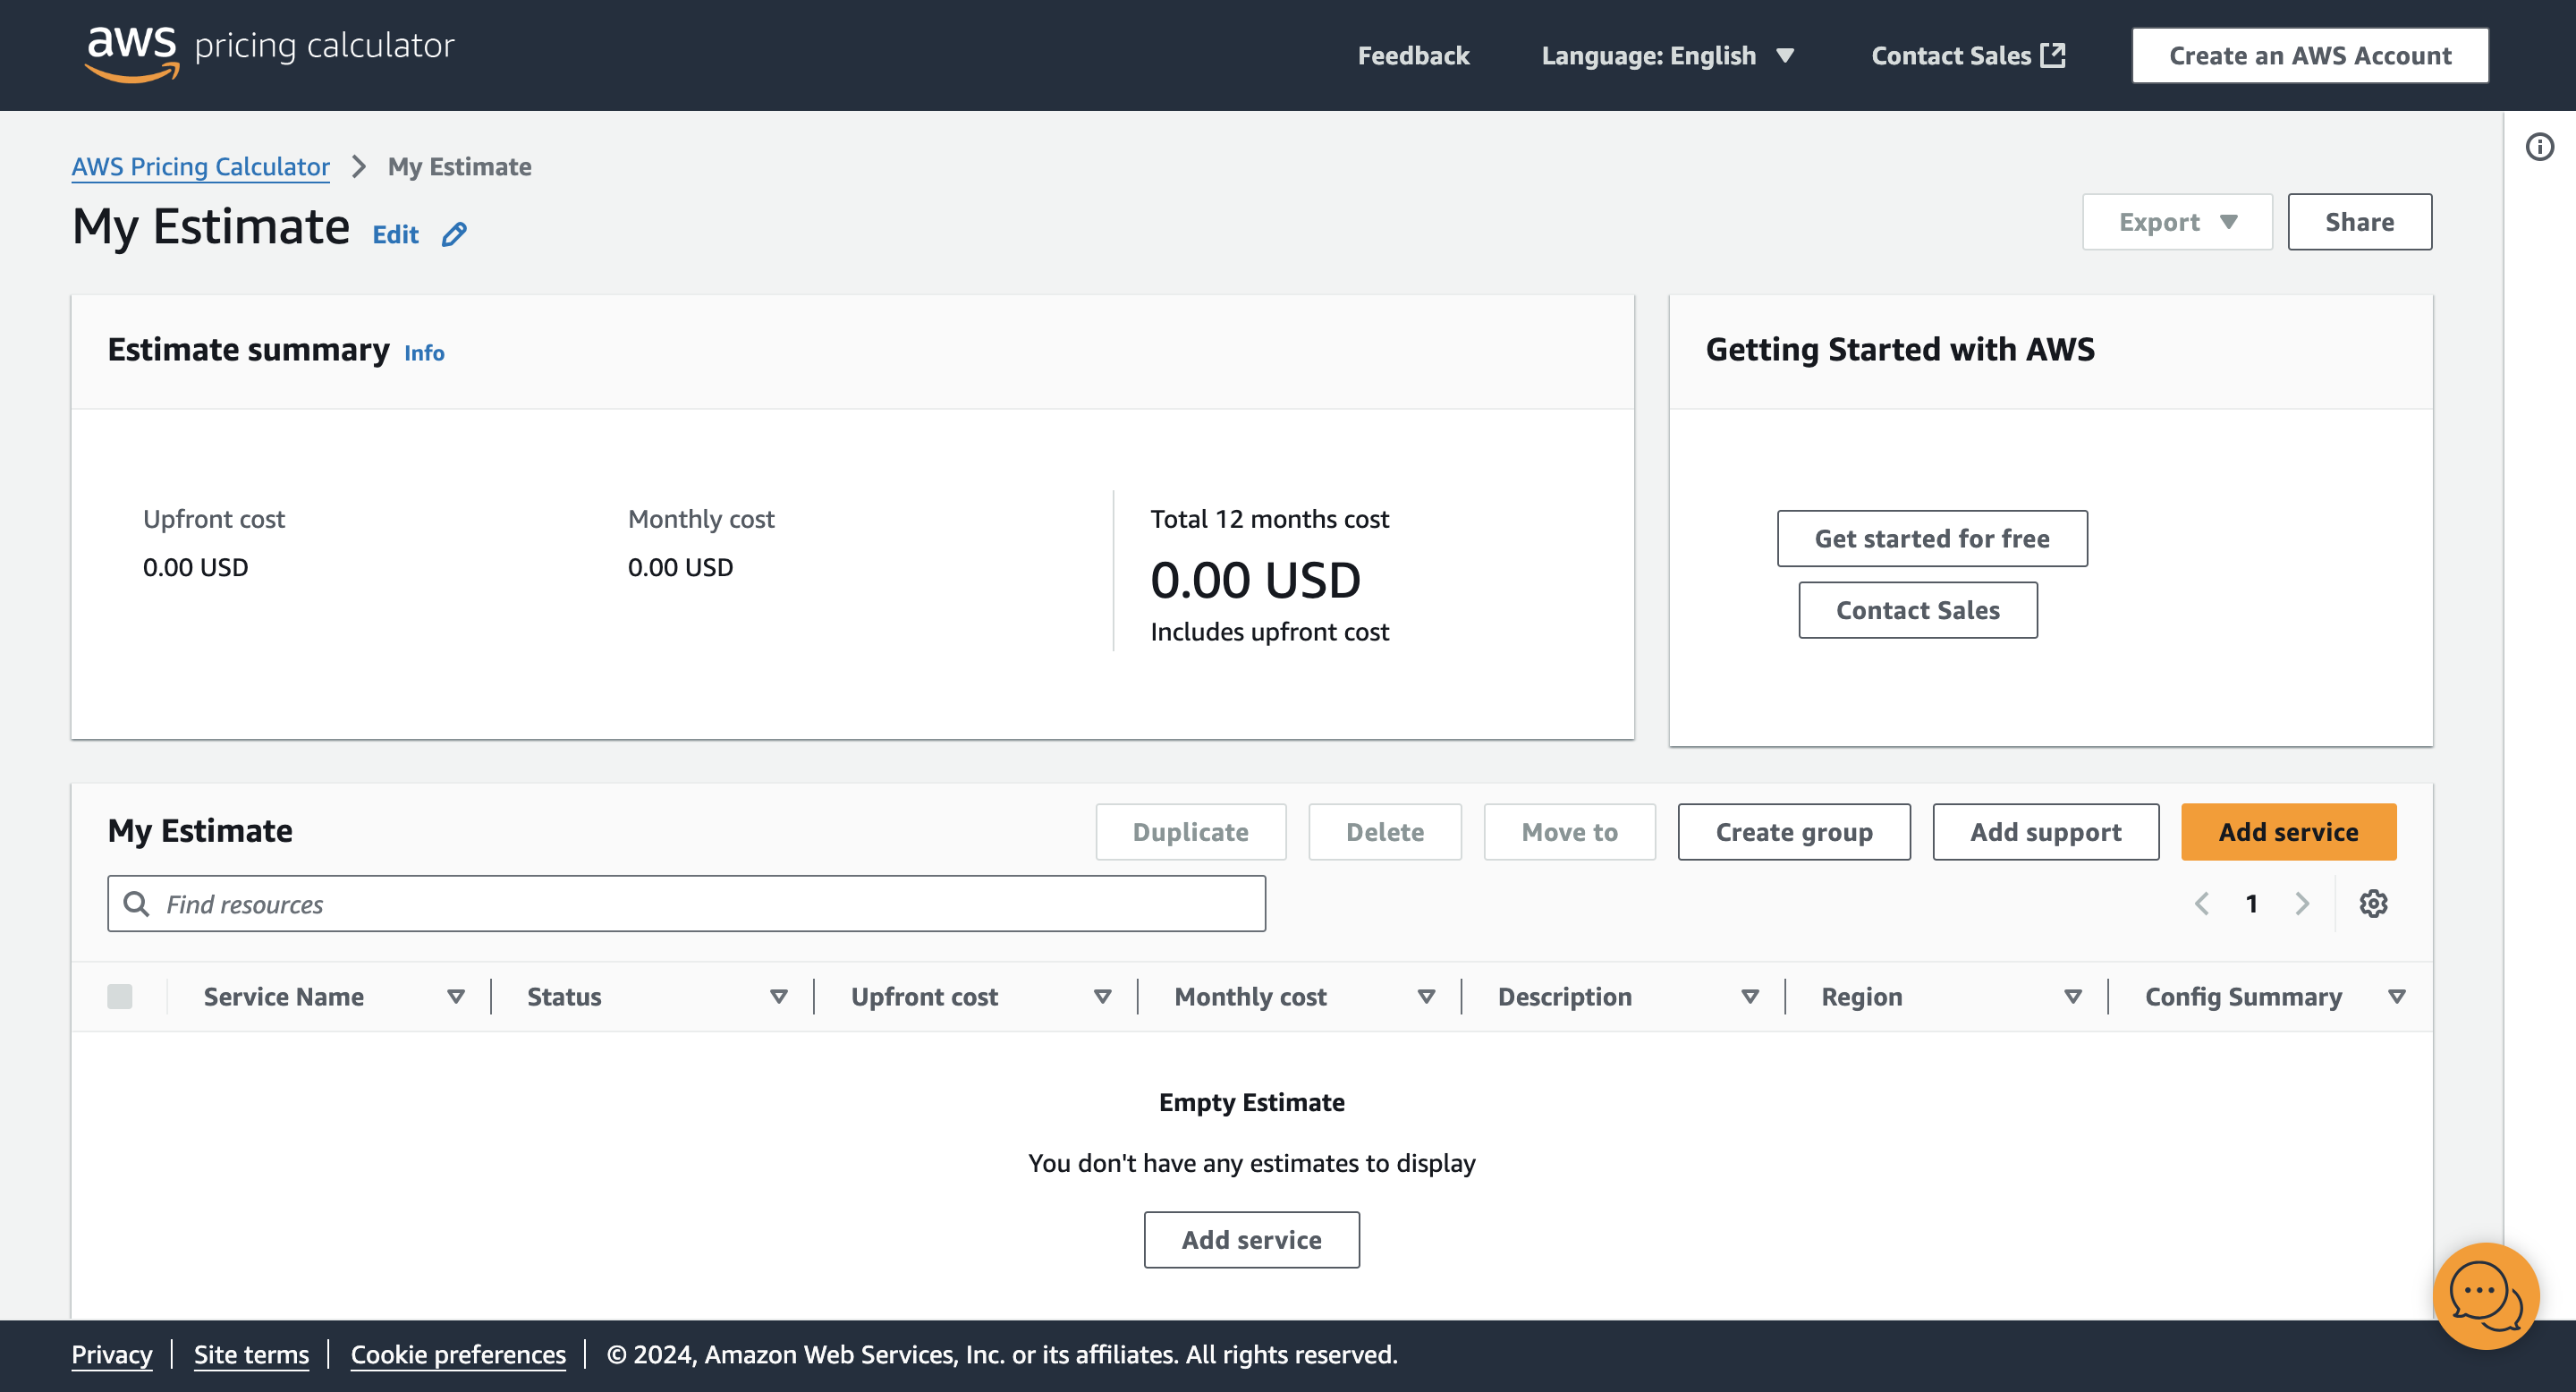 aws pricing calculator
Feedback
Language: English
Contact Sales
Create an AWS Account
AWS Pricing Calculator
My Estimate
My Estimate
Edit
Export
Share
Estimate summary Info
Upfront cost
0.00 USD
Monthly cost
0.00 USD
Total 12 months cost
0.00 USD
Includes upfront cost
Getting Started with AWS
Get started for free
Contact Sales
My Estimate
Duplicate
Delete
Move to
Create group
Add support
Add service
Find resources
1
Service Name
Status
Upfront cost
Monthly cost
Description
Region
Config Summary
Empty Estimate
You don't have any estimates to display
Add service
Privacy
Site terms
Cookie preferences
© 2024, Amazon Web Services, Inc. or its affiliates. All rights reserved.